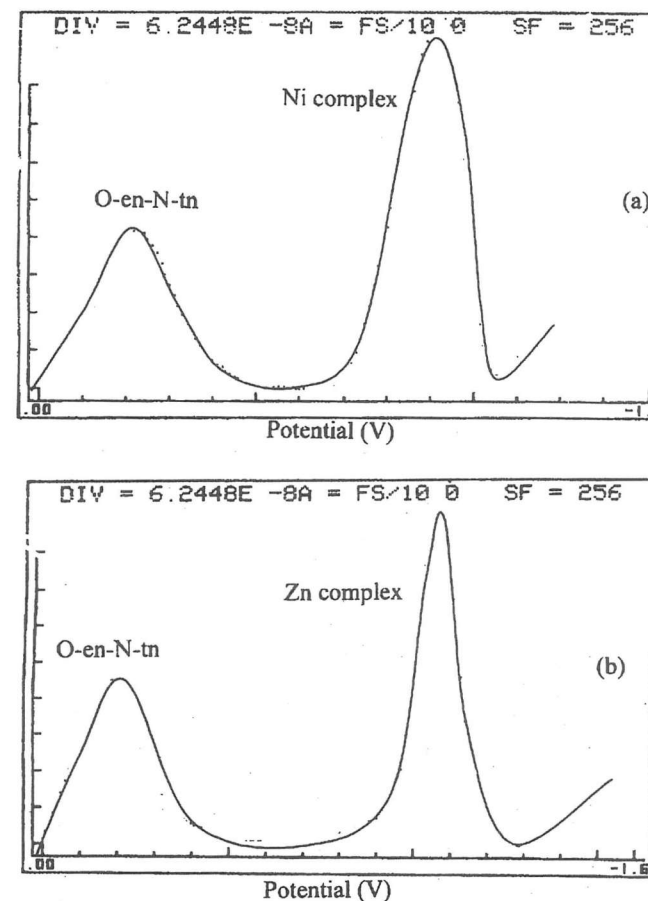 DIV = 6.2448E -8A = FS/10 0 SF = 256
Ni complex
O-en-N-tn
(a)
.00
Potential (V)
DIV = 6.2448E -8A = FS/10 0 SF = 256
Zn complex
O-en-N-tn
(b)
.00 -1.6
Potential (V)